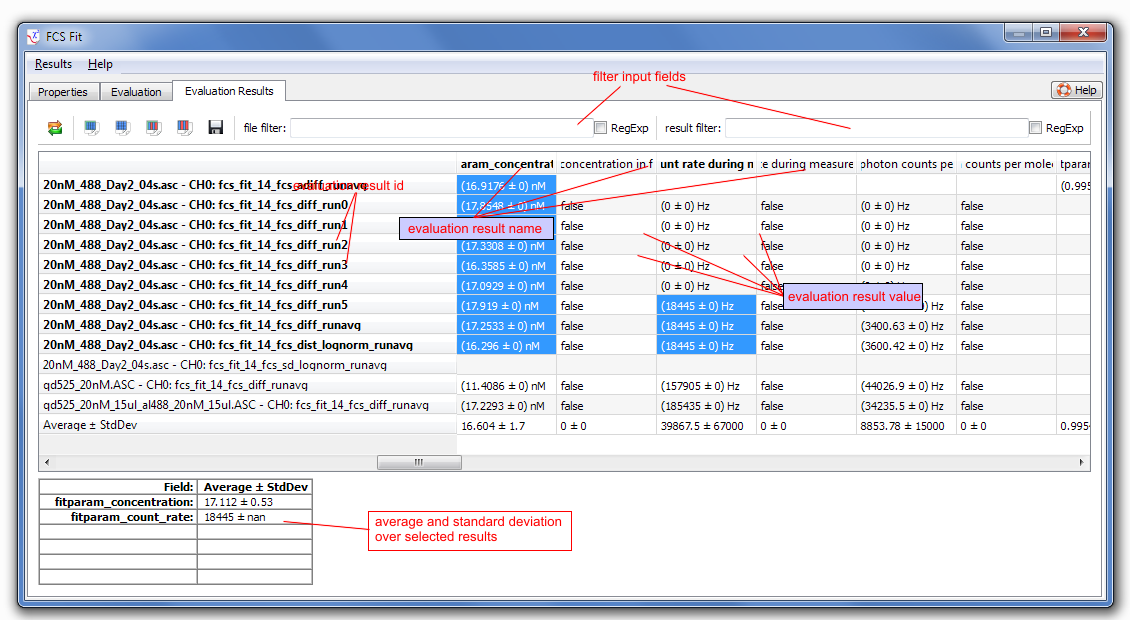 FCS Fit
Results Help
filter input fields
Properties Evaluation Evaluation Results Help
file filter: RegExp result filter: RegExp
aram_concentrat concentration in f unt rate during n te during measure photon counts pe counts per molec tparan
20nM_488_Day2_04s.asc - CH0: fcs_fit_14_fcs_adiff_runavg (16.9176 ± 0) nM (0.995
evaluation result id
20nM_488_Day2_04s.asc - CH0: fcs_fit_14_fcs_diff_run0 (17.8548 ± 0) nM false (0 ± 0) Hz false (0 ± 0) Hz false
20nM_488_Day2_04s.asc - CH0: fcs_fit_14_fcs_diff_run1 false (0 ± 0) Hz false (0 ± 0) Hz false
evaluation result name
20nM_488_Day2_04s.asc - CH0: fcs_fit_14_fcs_diff_run2 (17.3308 ± 0) nM false (0 ± 0) Hz false (0 ± 0) Hz false
20nM_488_Day2_04s.asc - CH0: fcs_fit_14_fcs_diff_run3 (16.3585 ± 0) nM false (0 ± 0) Hz false (0 ± 0) Hz false
20nM_488_Day2_04s.asc - CH0: fcs_fit_14_fcs_diff_run4 (17.0929 ± 0) nM false (0 ± 0) Hz false
evaluation result value
20nM_488_Day2_04s.asc - CH0: fcs_fit_14_fcs_diff_run5 (17.919 ± 0) nM false (18445 ± 0) Hz false 0) Hz false
20nM_488_Day2_04s.asc - CH0: fcs_fit_14_fcs_diff_runavg (17.2533 ± 0) nM false (18445 ± 0) Hz false (3400.63 ± 0) Hz false
20nM_488_Day2_04s.asc - CH0: fcs_fit_14_fcs_dist_lognorm_runavg (16.296 ± 0) nM false (18445 ± 0) Hz false (3600.42 ± 0) Hz false
20nM_488_Day2_04s.asc - CH0: fcs_fit_14_fcs_sd_lognorm_runavg
qd525_20nM.ASC - CH0: fcs_fit_14_fcs_diff_runavg (11.4086 ± 0) nM false (157905 ± 0) Hz false (44026.9 ± 0) Hz false
qd525_20nM_15ul_al488_20nM_15ul.ASC - CH0: fcs_fit_14_fcs_diff_runavg (17.2293 ± 0) nM false (185435 ± 0) Hz false (34235.5 ± 0) Hz false
Average ± StdDev 16.604 ± 1.7 0 ± 0 39867.5 ± 67000 0 ± 0 8853.78 ± 15000 0 ± 0 0.9950
Field: Average ± StdDev
fitparam_concentration: 17.112 ± 0.53
fitparam_count_rate: 18445 ± nan
average and standard deviation
over selected results